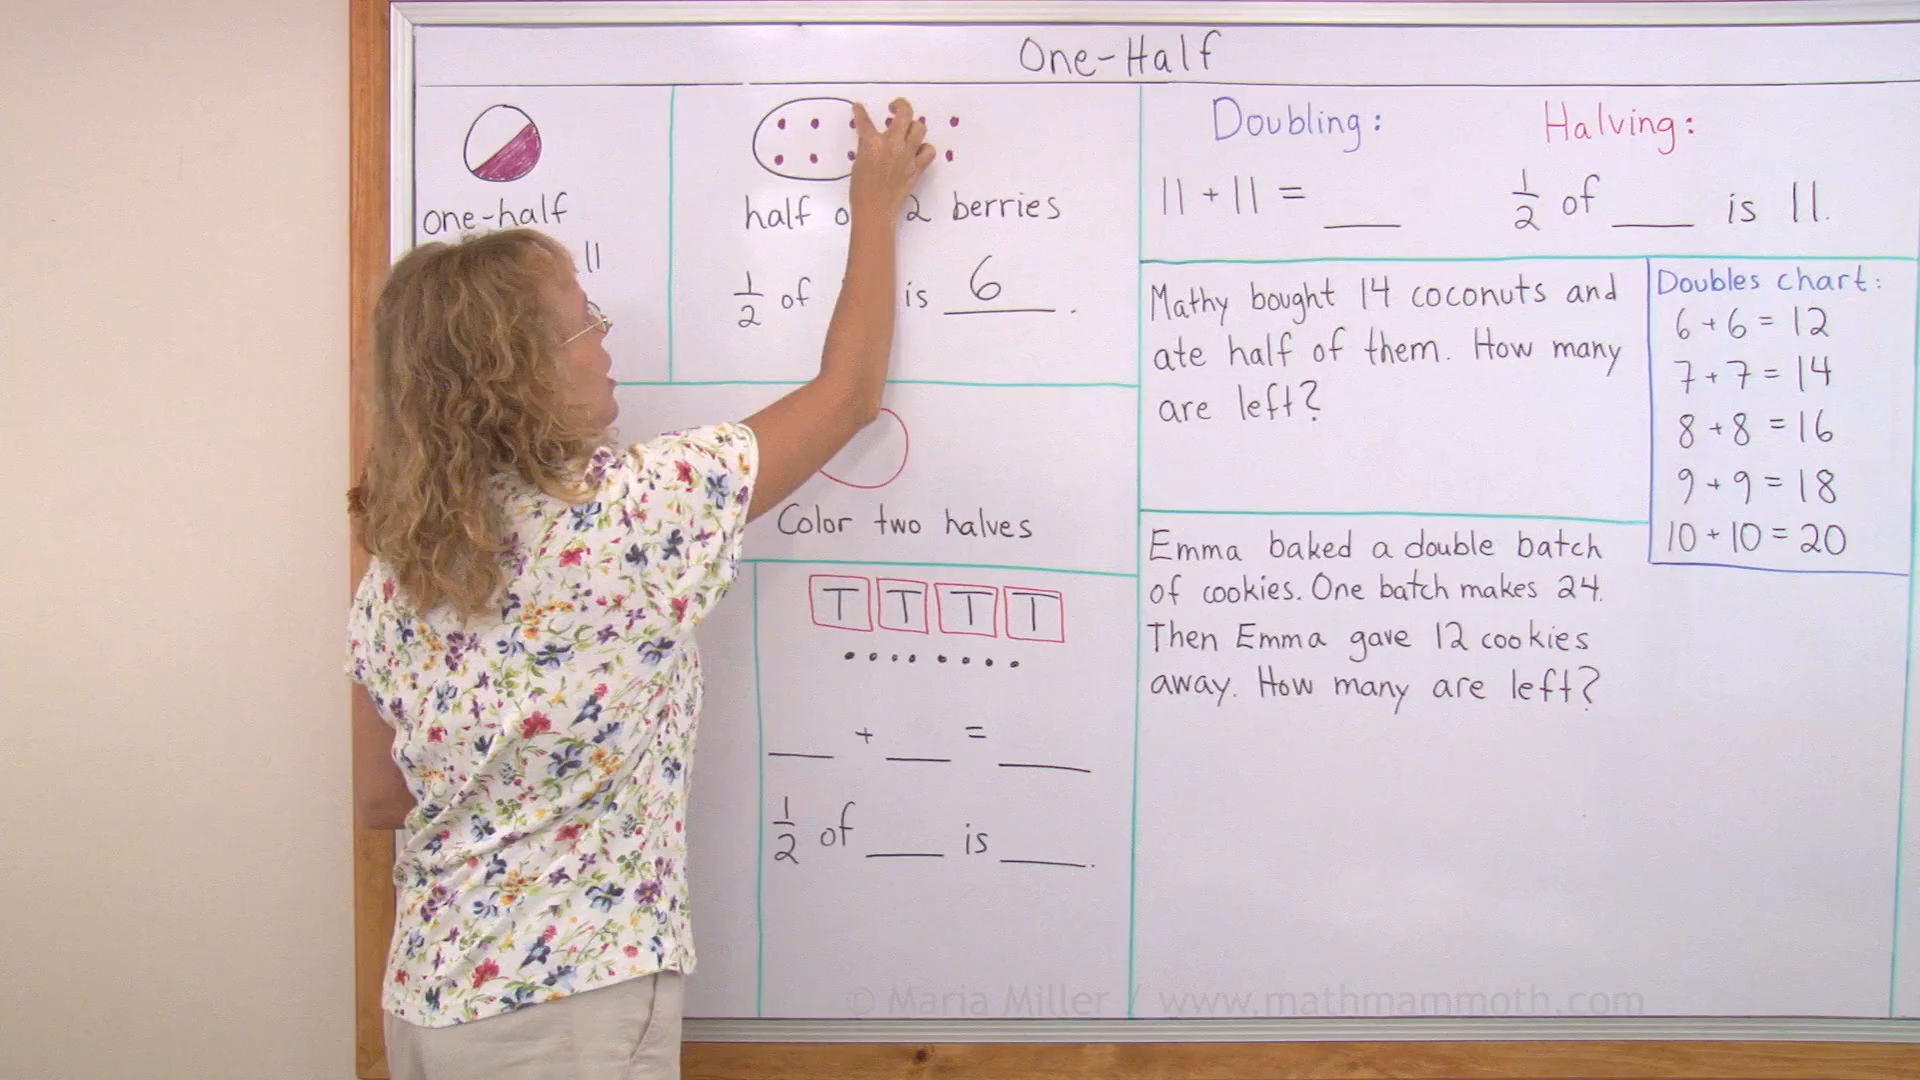 One-Half
one-half
half berries
1/2 of is 6.
Color two halves
T T T T
___ + ___ = ___
1/2 of ___ is ___.
Doubling:
11 + 11 = ___
Halving:
1/2 of ___ is 11.
Mathy bought 14 coconuts and
ate half of them. How many
are left?
Doubles chart:
6 + 6 = 12
7 + 7 = 14
8 + 8 = 16
9 + 9 = 18
10 + 10 = 20
Emma baked a double batch
of cookies. One batch makes 24.
Then Emma gave 12 cookies
away. How many are left?
© Maria Miller / www.mathmammoth.com